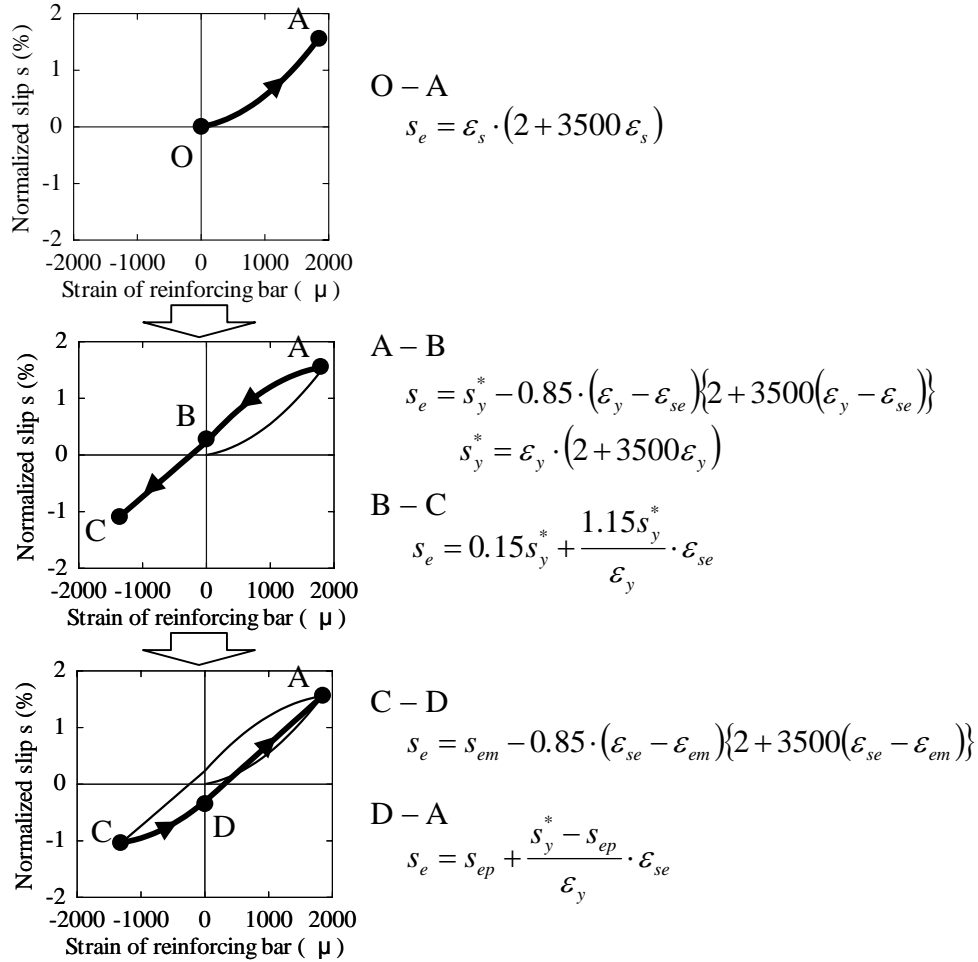 Normalized slip s (%)
2
1
0
-1
-2
A
O
-2000 -1000 0 1000 2000
Strain of reinforcing bar ( μ )
O – A
s_e = ε_s · (2 + 3500 ε_s)
Normalized slip s (%)
2
1
0
-1
-2
A
B
C
-2000 -1000 0 1000 2000
Strain of reinforcing bar ( μ )
A – B
s_e = s_y^* − 0.85 · (ε_y − ε_se){2 + 3500(ε_y − ε_se)}
s_y^* = ε_y · (2 + 3500ε_y)
B – C
s_e = 0.15s_y^* + 1.15s_y^* / ε_y · ε_se
Normalized slip s (%)
2
1
0
-1
-2
A
C
D
-2000 -1000 0 1000 2000
Strain of reinforcing bar ( μ )
C – D
s_e = s_em − 0.85 · (ε_se − ε_em){2 + 3500(ε_se − ε_em)}
D – A
s_e = s_ep + (s_y^* − s_ep) / ε_y · ε_se